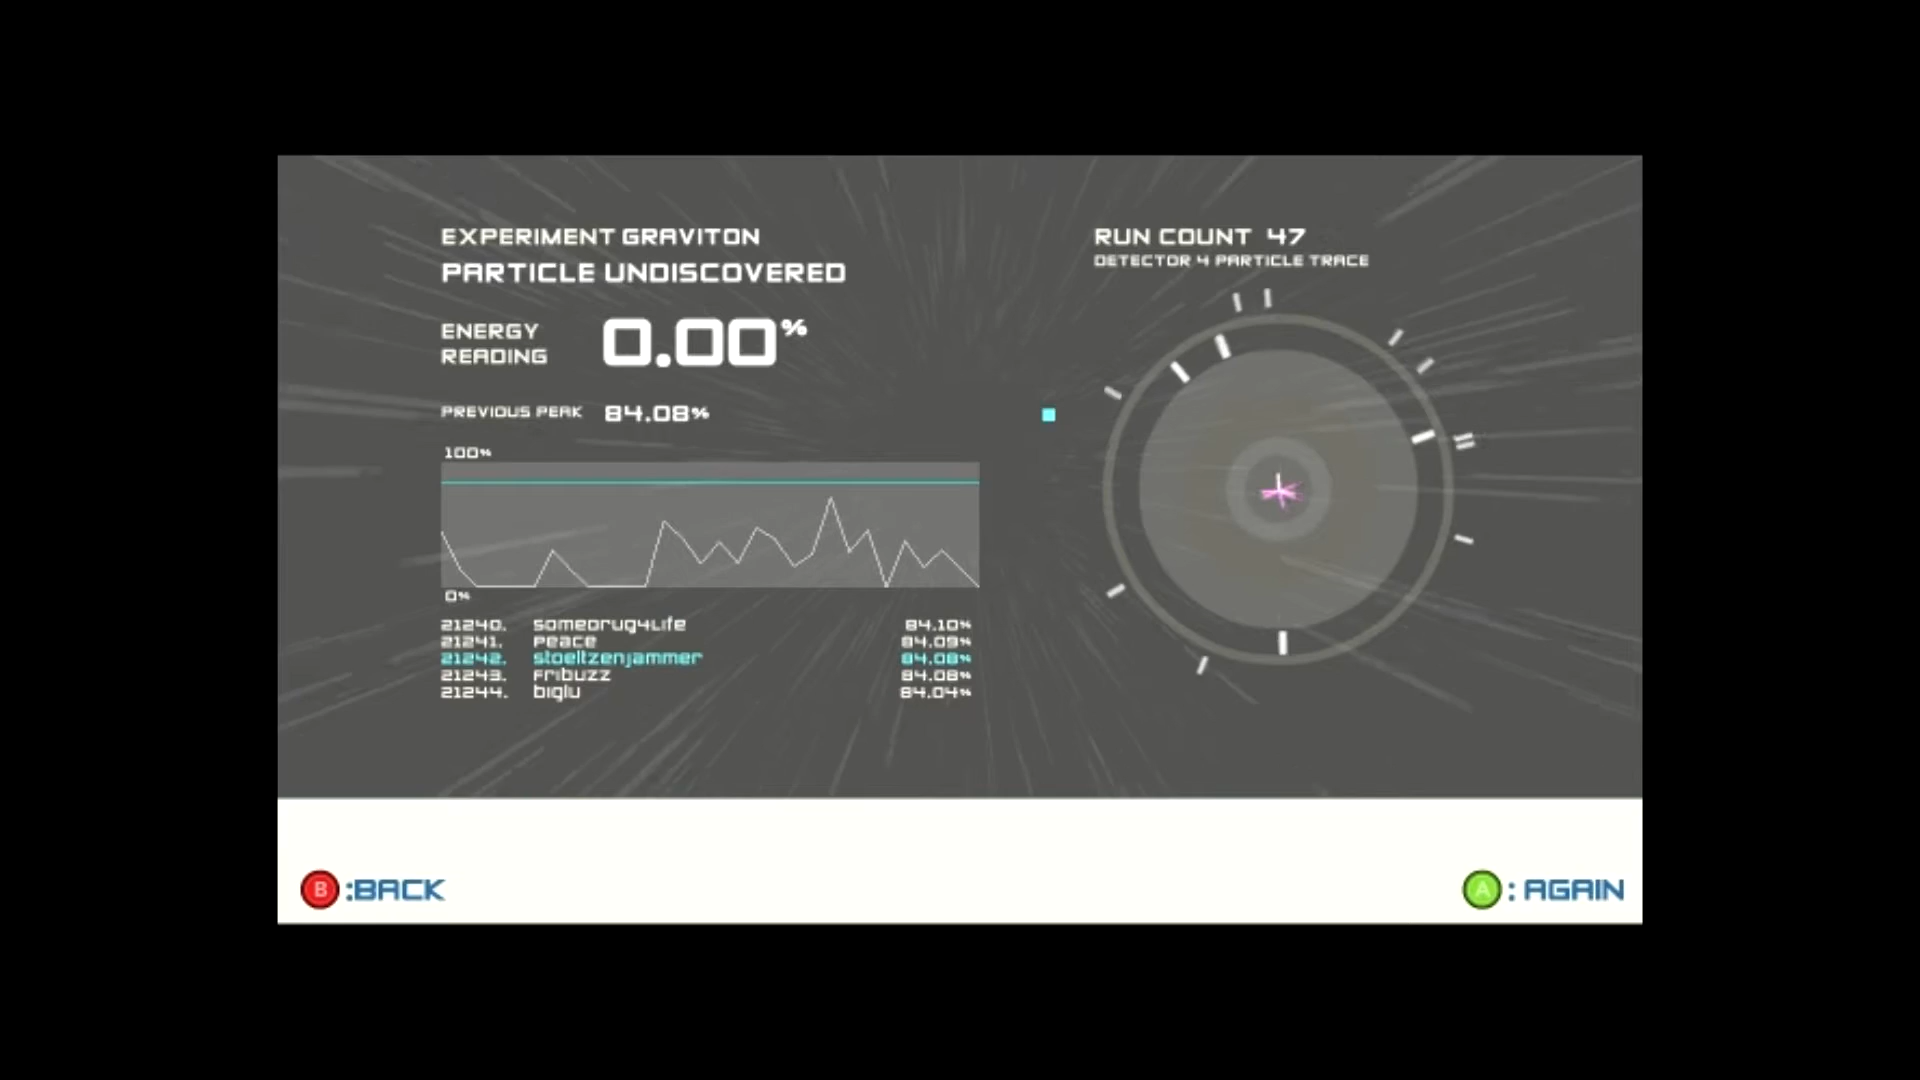 EXPERIMENT GRAVITON
PARTICLE UNDISCOVERED
ENERGY READING 0.00%
PREVIOUS PEAK 84.08%
100%
0%
21240. somedrug4life 84.10%
21241. peace 84.09%
21242. stoeltzenjammer 84.08%
21243. fribuzz 84.08%
21244. biglu 84.04%
RUN COUNT 47
DETECTOR 4 PARTICLE TRACE
B :BACK
A : AGAIN